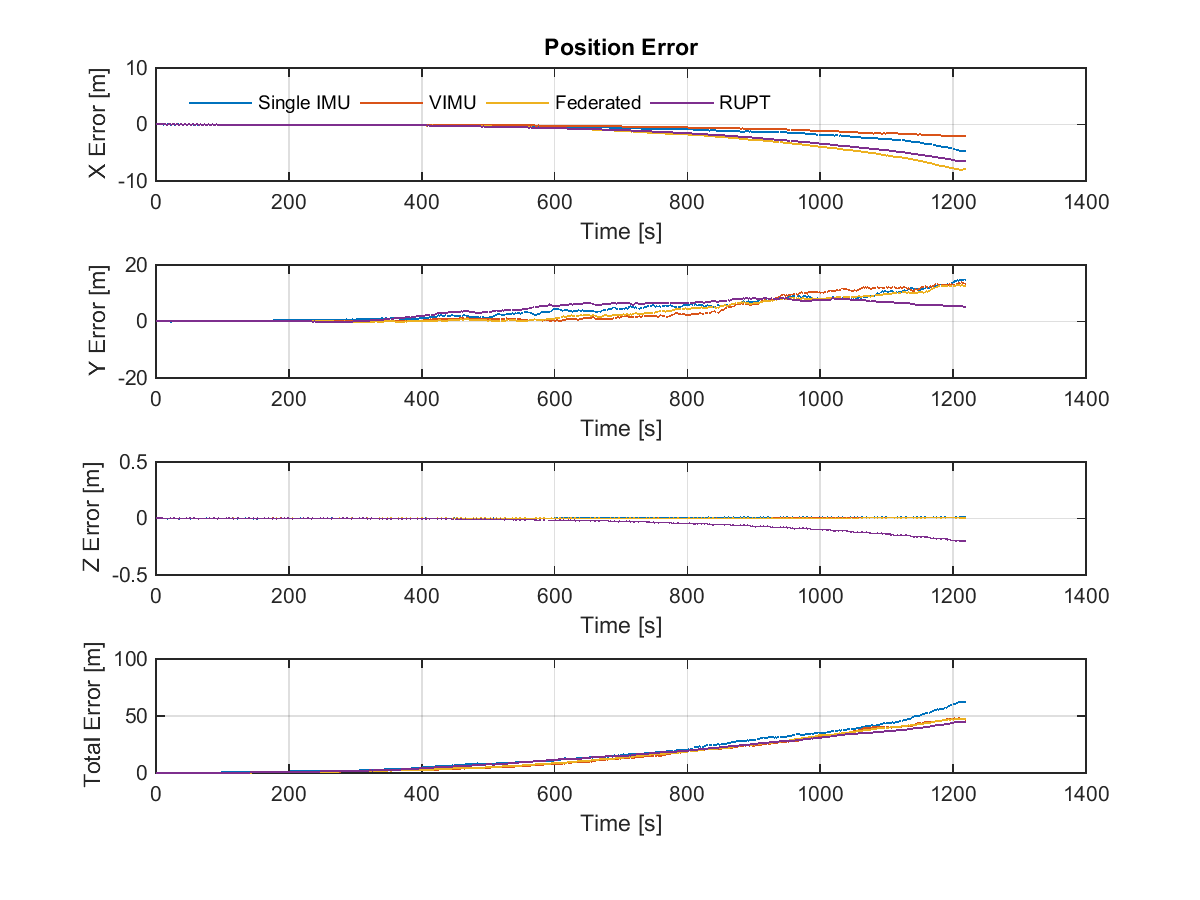 Position Error
X Error [m]
10
0
-10
Single IMU VIMU Federated RUPT
0 200 400 600 800 1000 1200 1400
Time [s]
Y Error [m]
20
0
-20
0 200 400 600 800 1000 1200 1400
Time [s]
Z Error [m]
0.5
0
-0.5
0 200 400 600 800 1000 1200 1400
Time [s]
Total Error [m]
100
50
0
0 200 400 600 800 1000 1200 1400
Time [s]